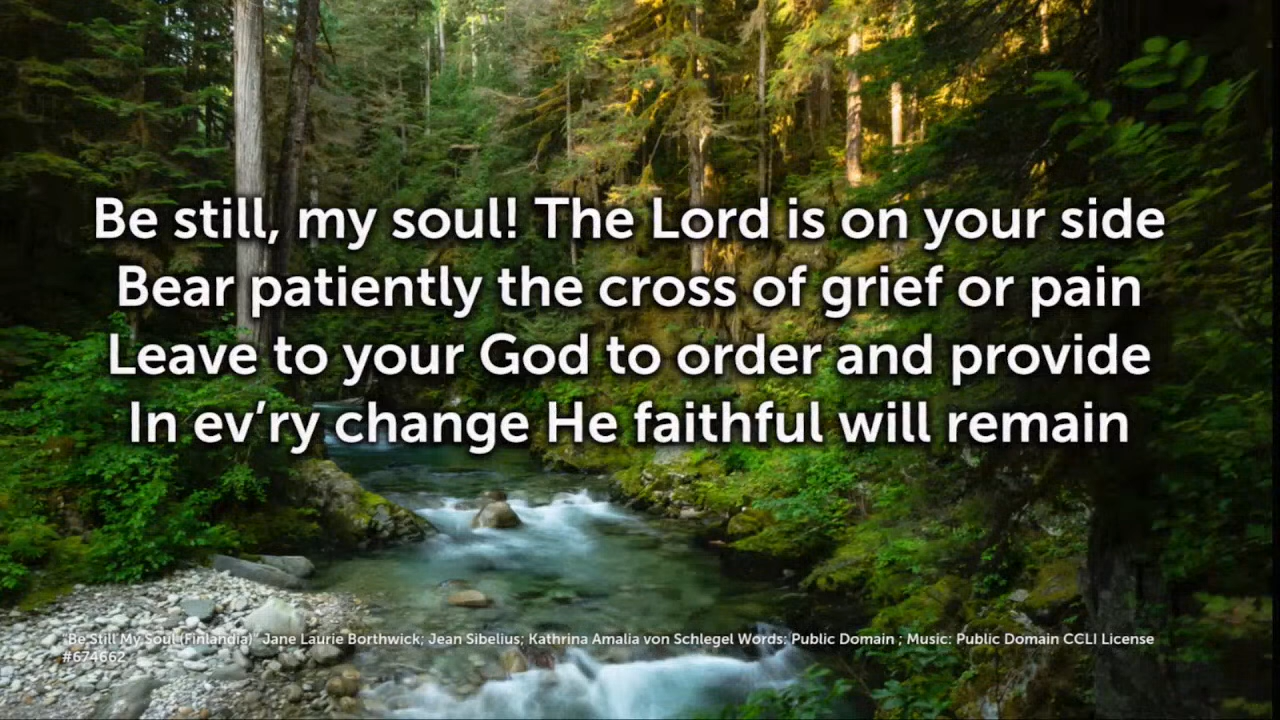 Be still, my soul! The Lord is on your side
Bear patiently the cross of grief or pain
Leave to your God to order and provide
In ev’ry change He faithful will remain
"Be Still My Soul (Finlandia)" Jane Laurie Borthwick; Jean Sibelius; Kathrina Amalia von Schlegel Words: Public Domain ; Music: Public Domain CCLI License
#674662